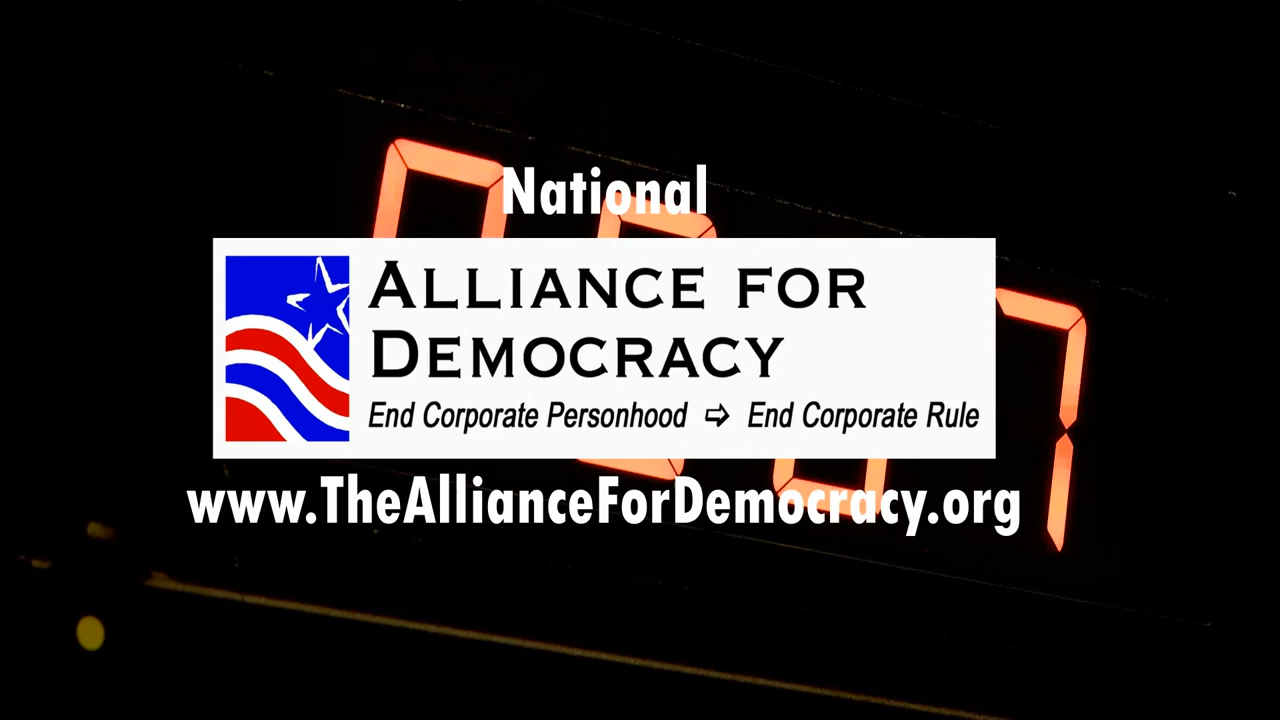 National
ALLIANCE FOR
DEMOCRACY
End Corporate Personhood ⇨ End Corporate Rule
www.TheAllianceForDemocracy.org